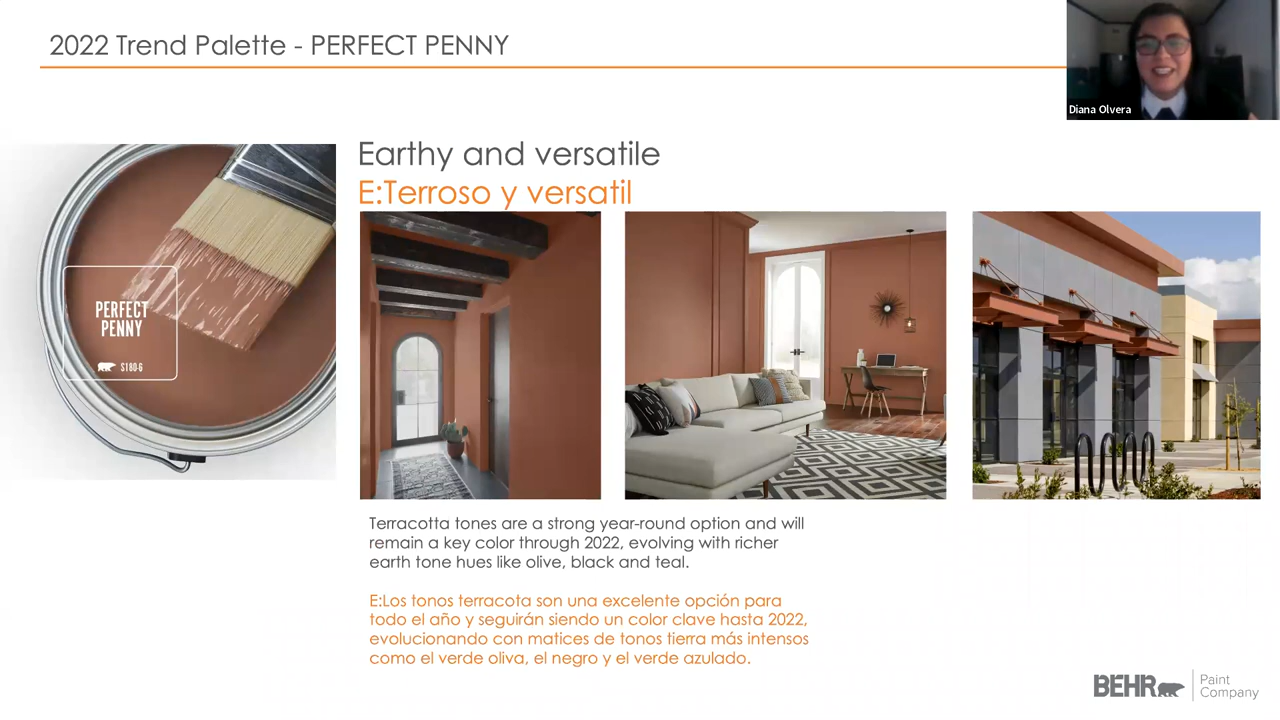 2022 Trend Palette - PERFECT PENNY
Diana Olvera
Earthy and versatile
E:Terroso y versatil
PERFECT
PENNY
S180-6
Terracotta tones are a strong year-round option and will
remain a key color through 2022, evolving with richer
earth tone hues like olive, black and teal.
E:Los tonos terracota son una excelente opción para
todo el año y seguirán siendo un color clave hasta 2022,
evolucionando con matices de tonos tierra más intensos
como el verde oliva, el negro y el verde azulado.
BEHR
Paint
Company